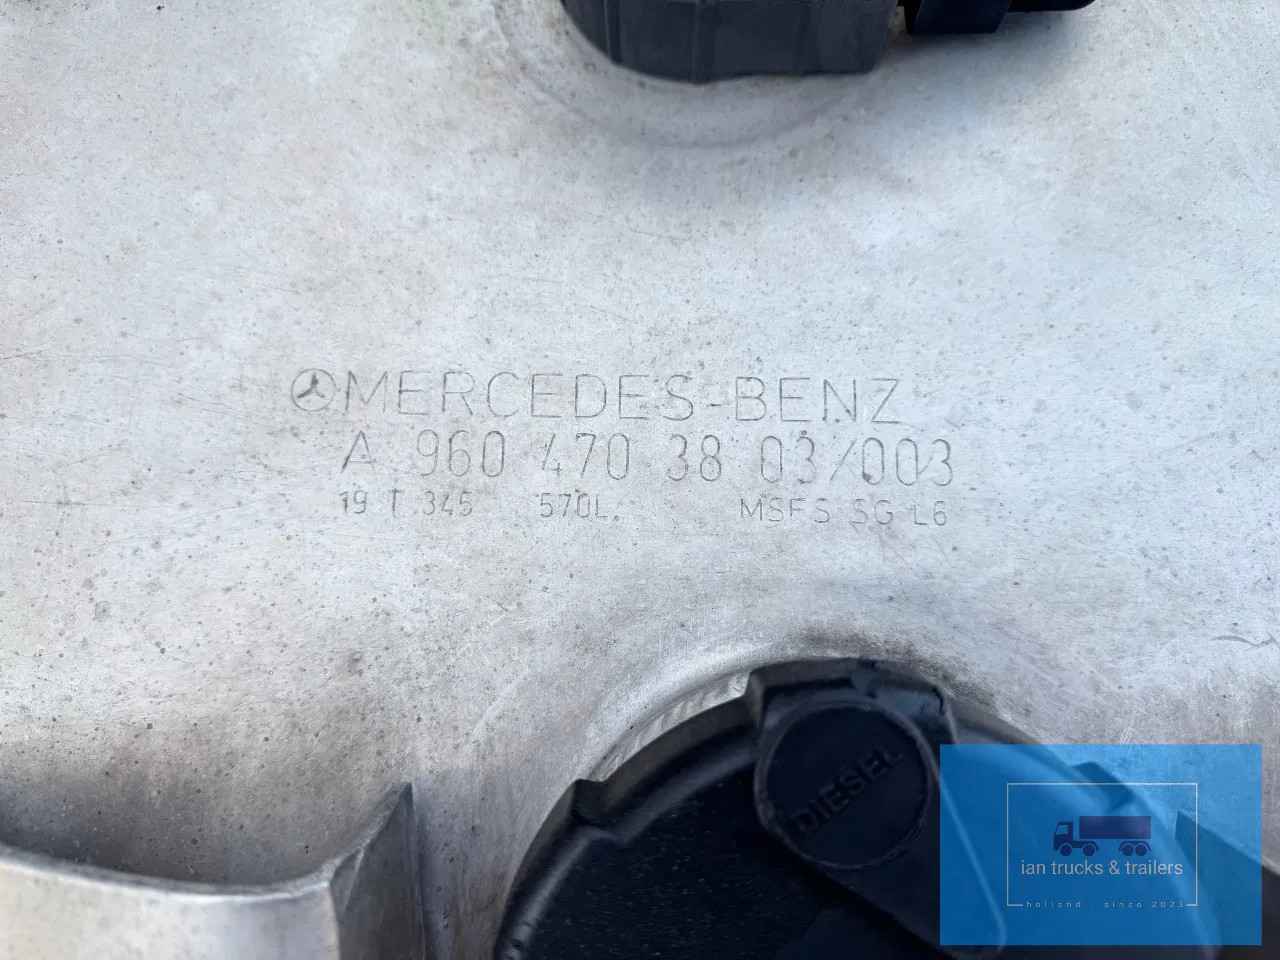 MERCEDES-BENZ
A 960 470 38 03/003
19 T 345 570L. MSFS SG L6
DIESEL
ian trucks & trailers
holland since 2023